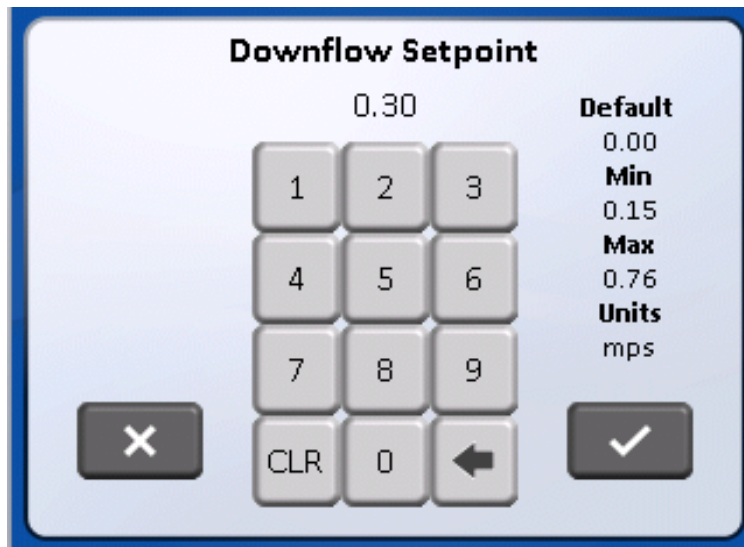 Downflow Setpoint
0.30
1 2 3
4 5 6
7 8 9
CLR 0
Default
0.00
Min
0.15
Max
0.76
Units
mps